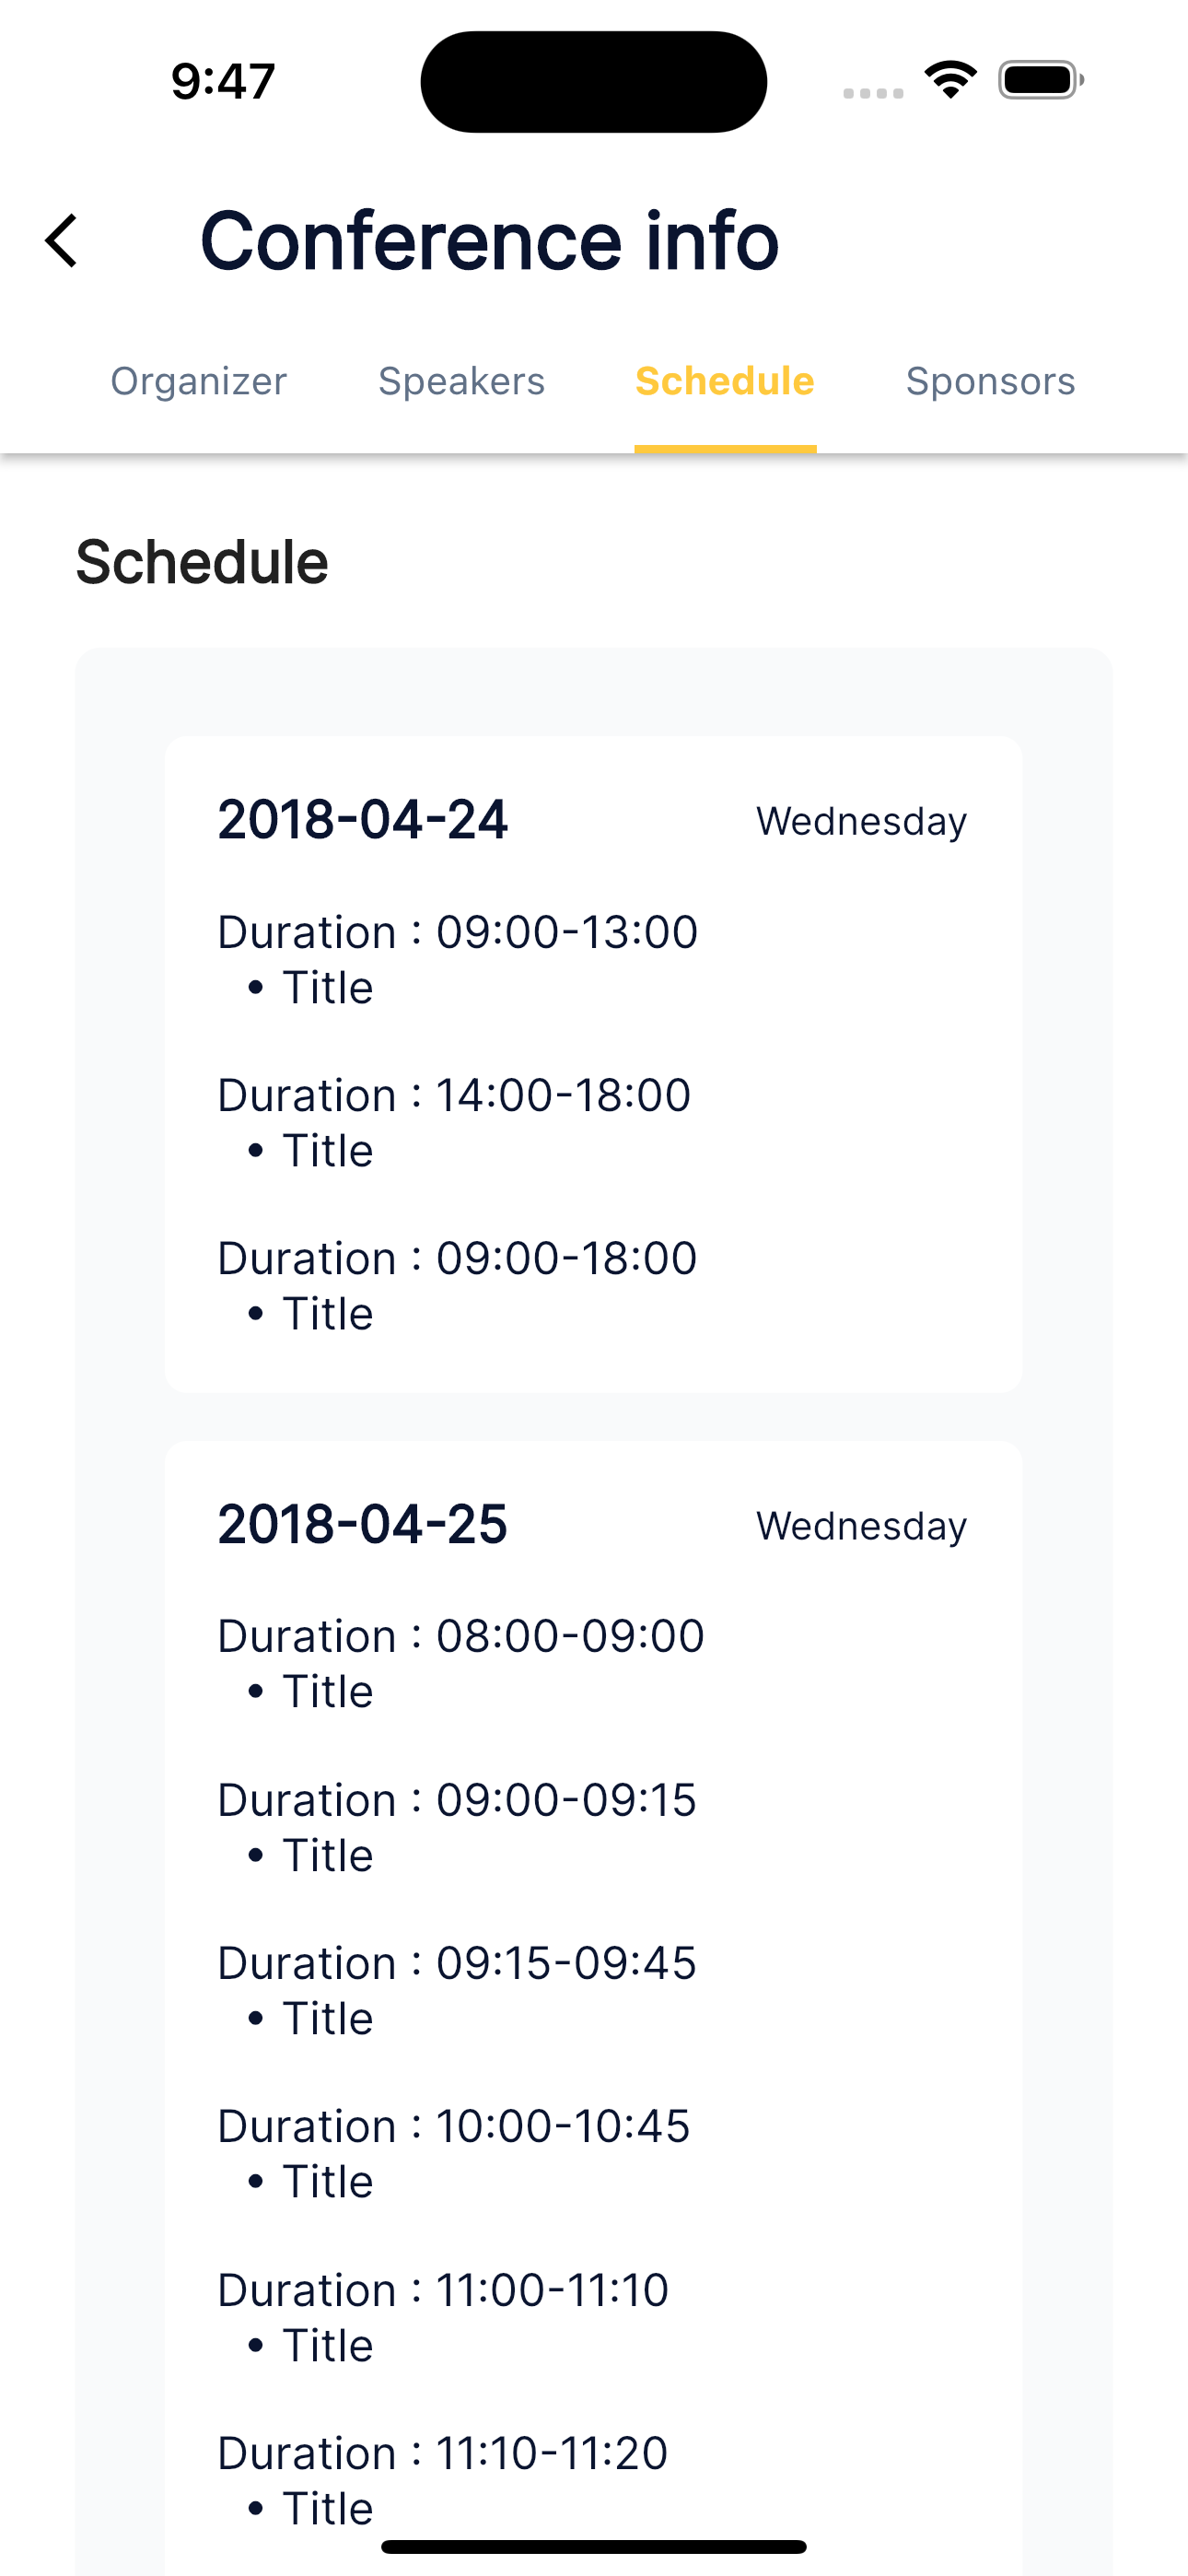 9:47
Conference info
Organizer Speakers Schedule Sponsors
Schedule
2018-04-24 Wednesday
Duration : 09:00-13:00
• Title
Duration : 14:00-18:00
• Title
Duration : 09:00-18:00
• Title
2018-04-25 Wednesday
Duration : 08:00-09:00
• Title
Duration : 09:00-09:15
• Title
Duration : 09:15-09:45
• Title
Duration : 10:00-10:45
• Title
Duration : 11:00-11:10
• Title
Duration : 11:10-11:20
• Title